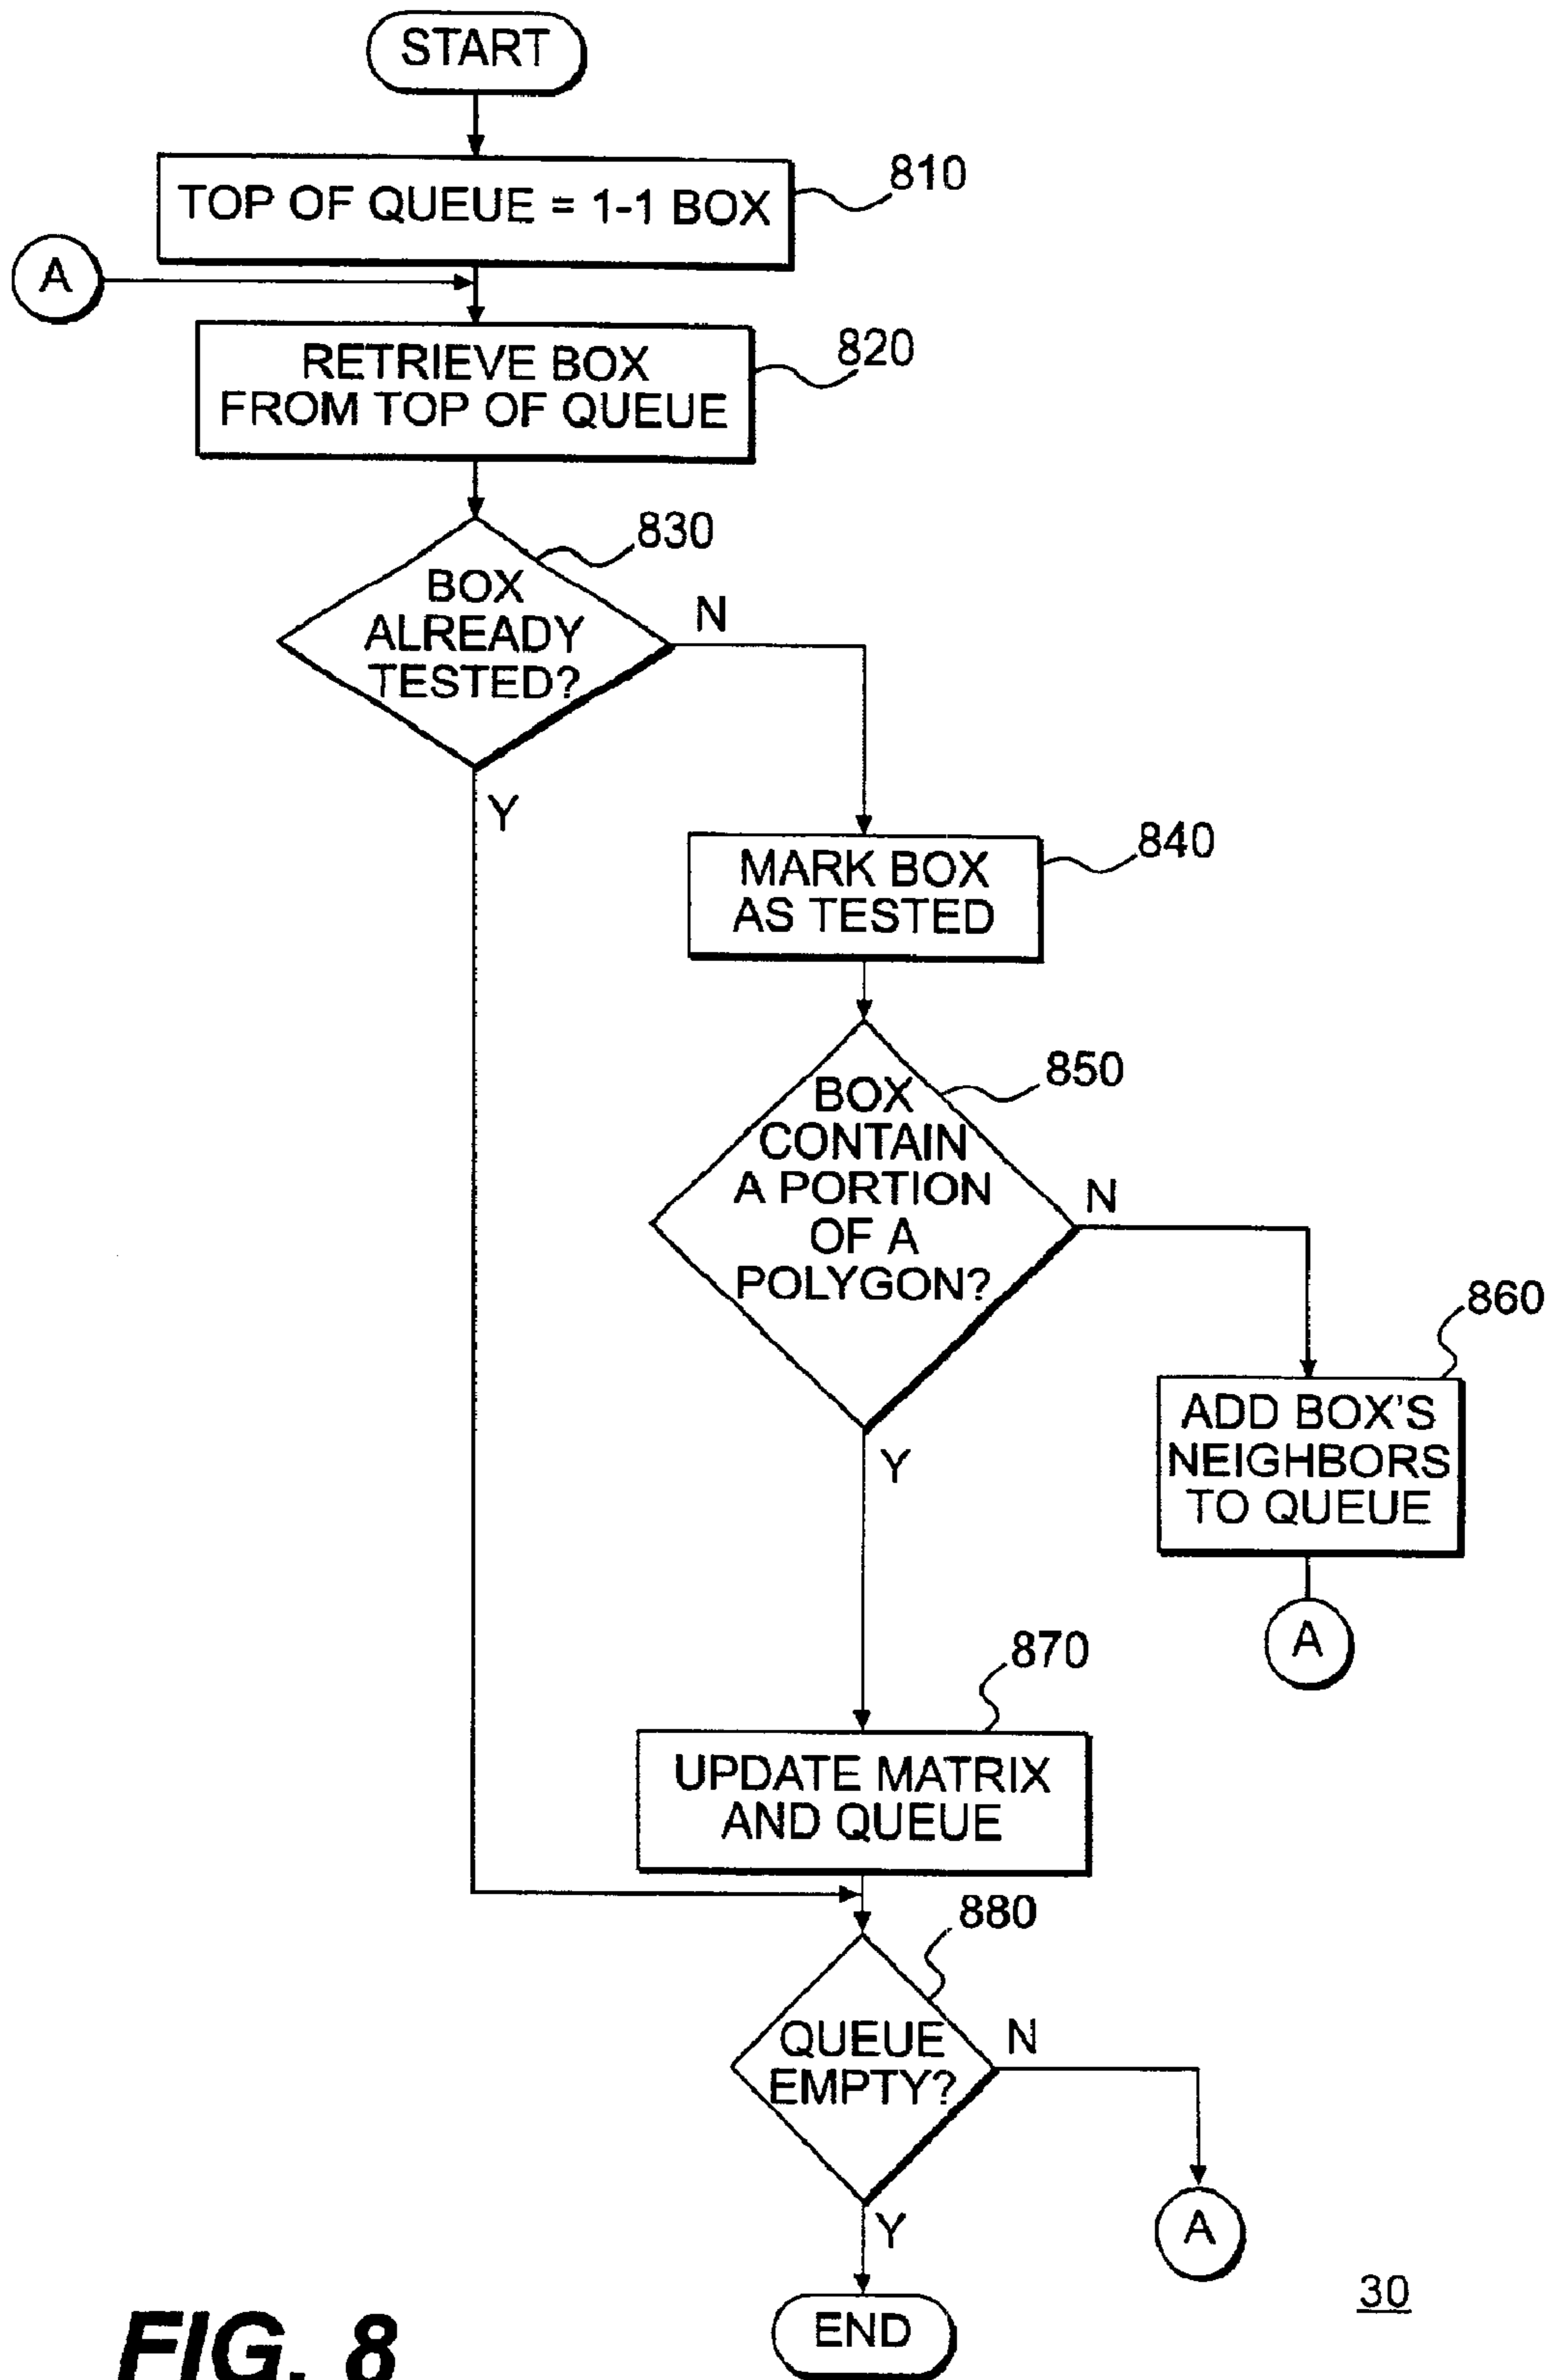 START
TOP OF QUEUE = 1-1 BOX
810
A
RETRIEVE BOX
FROM TOP OF QUEUE
820
830
BOX
ALREADY
TESTED?
N
Y
MARK BOX
AS TESTED
840
850
BOX
CONTAIN
A PORTION
OF A
POLYGON?
N
860
ADD BOX'S
NEIGHBORS
TO QUEUE
Y
A
870
UPDATE MATRIX
AND QUEUE
880
QUEUE
EMPTY?
N
Y
A
30
END
FIG. 8